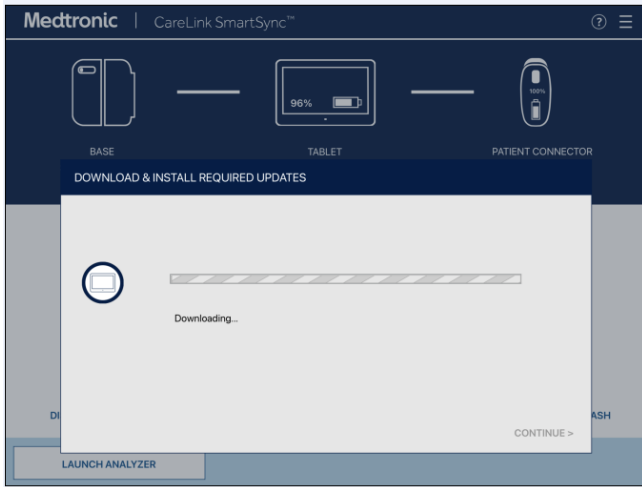 Medtronic | CareLink SmartSync™
?
96%
100%
BASE
TABLET
PATIENT CONNECTOR
DOWNLOAD & INSTALL REQUIRED UPDATES
Downloading...
CONTINUE >
DI
ASH
LAUNCH ANALYZER